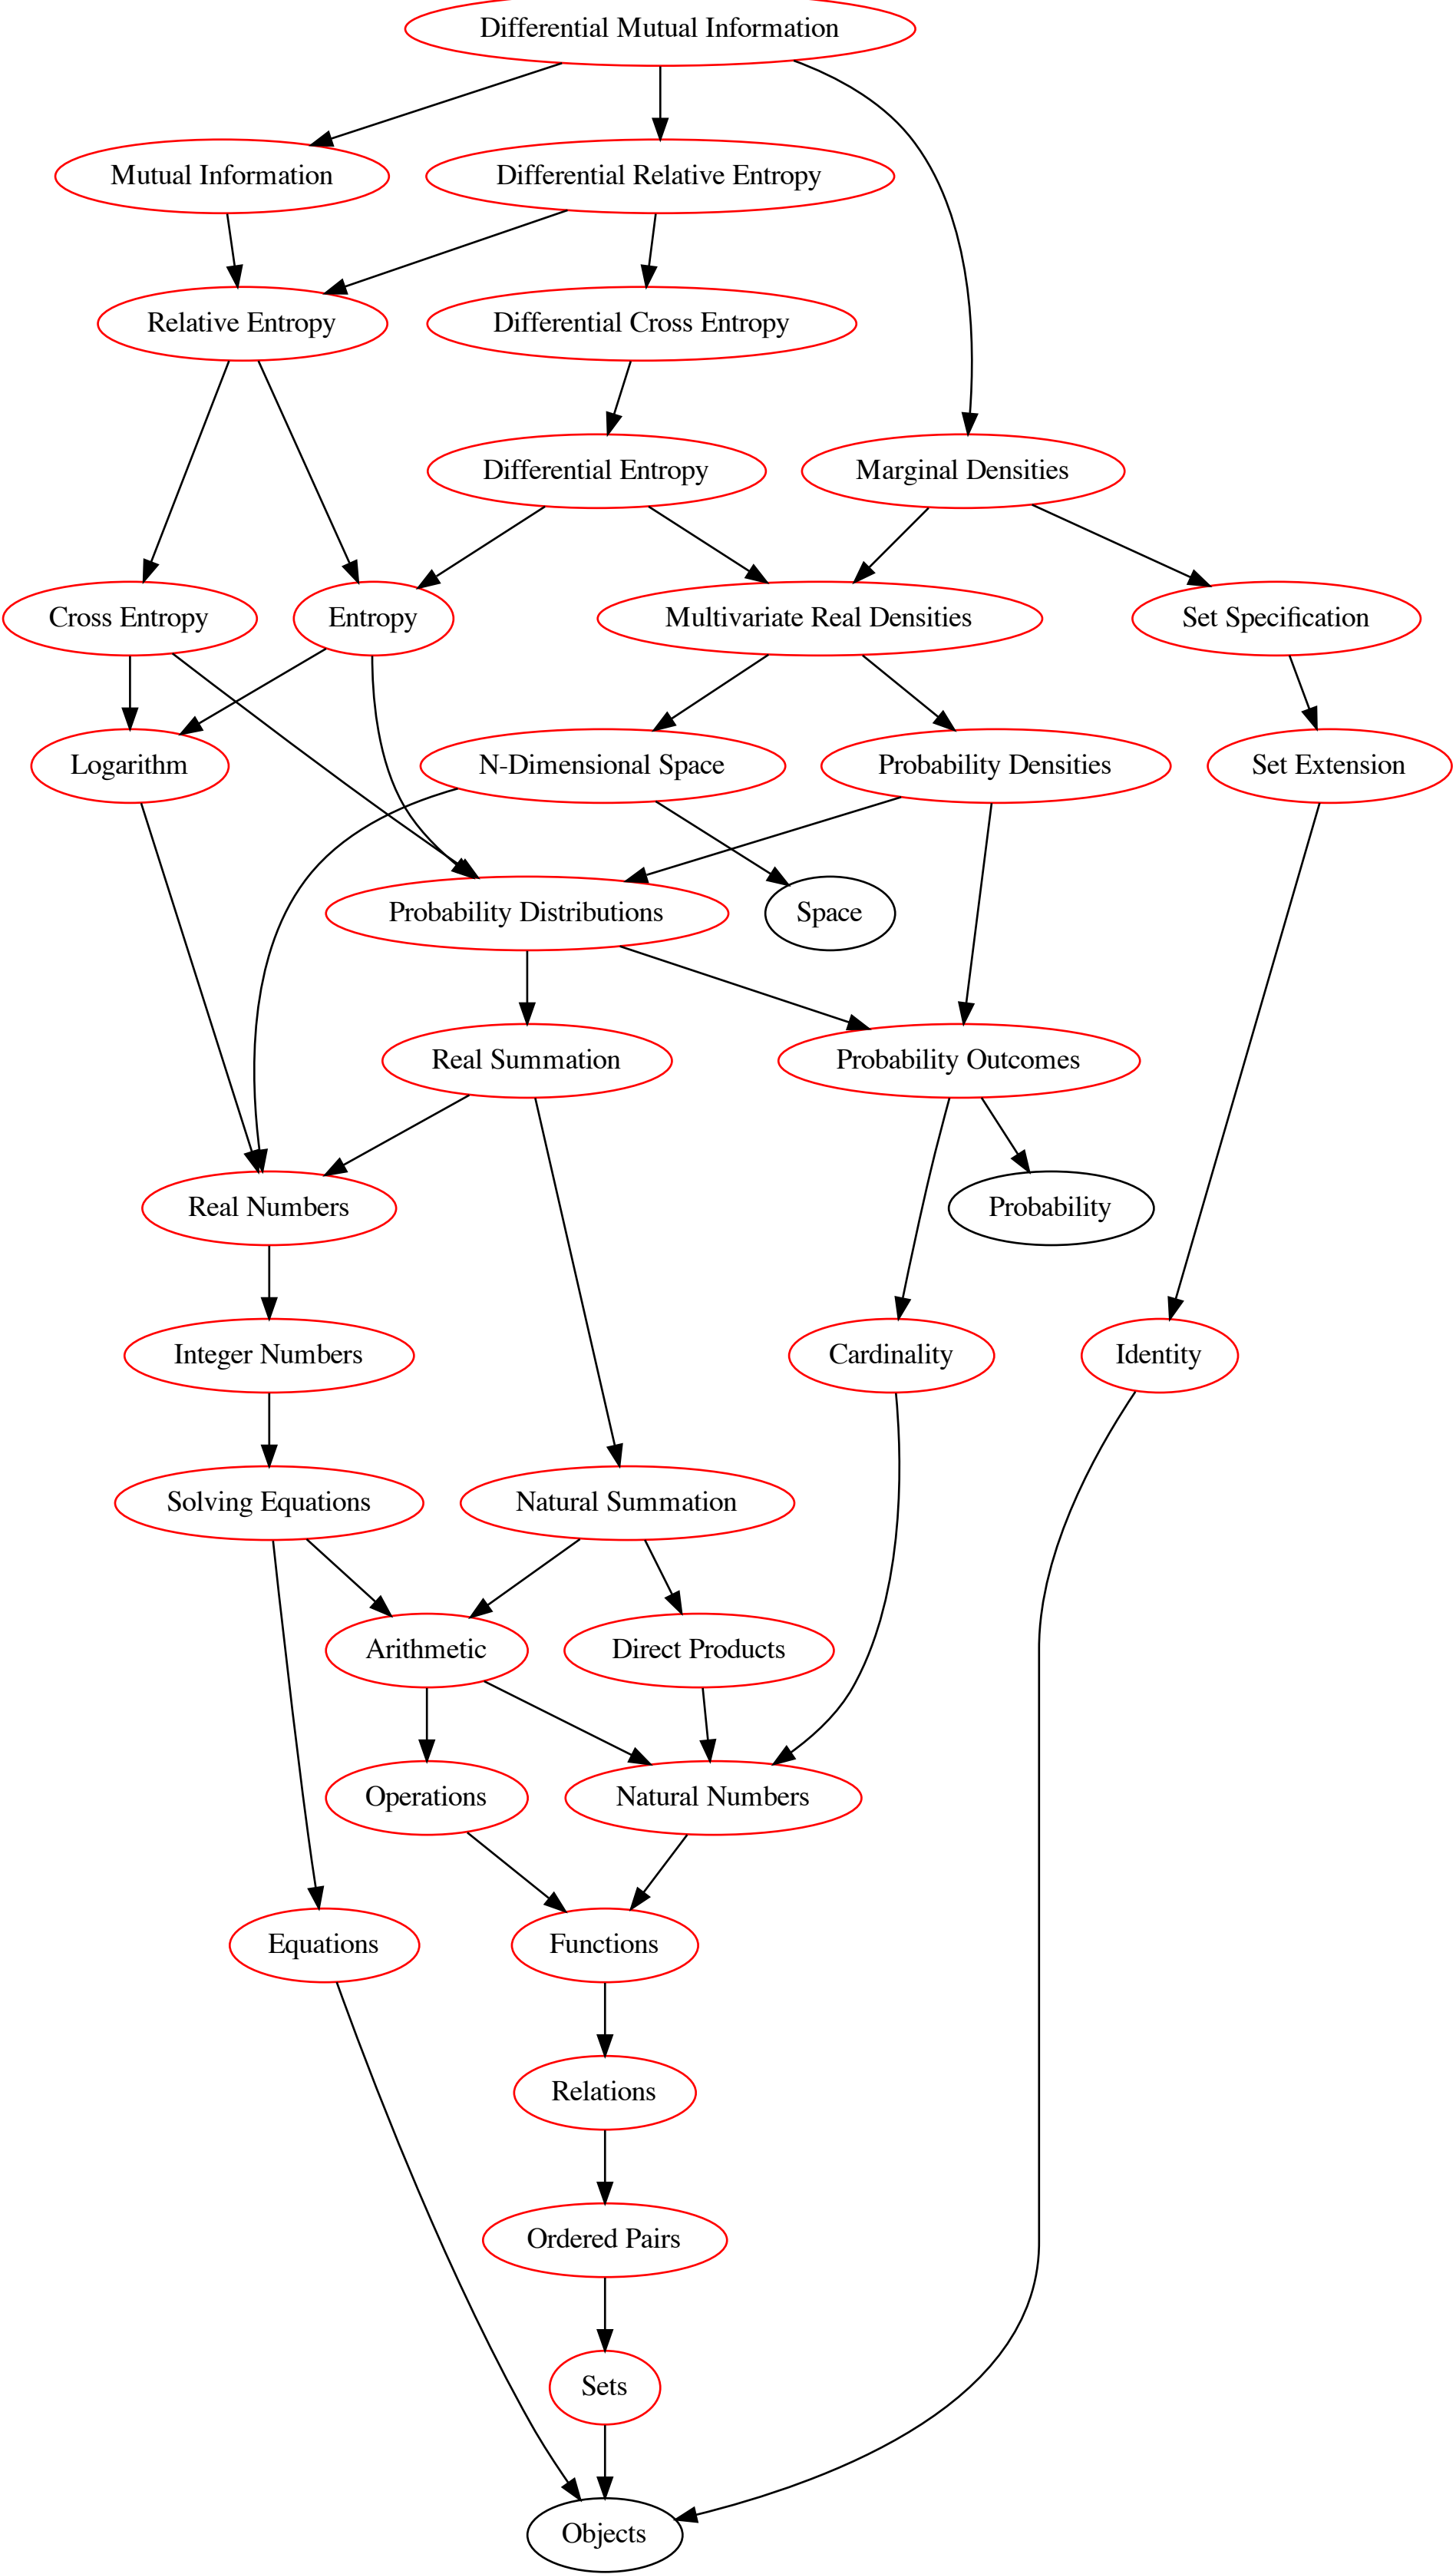 Differential Mutual Information
Mutual Information
Differential Relative Entropy
Relative Entropy
Differential Cross Entropy
Differential Entropy
Marginal Densities
Cross Entropy
Entropy
Multivariate Real Densities
Set Specification
Logarithm
N-Dimensional Space
Probability Densities
Set Extension
Probability Distributions
Space
Real Summation
Probability Outcomes
Real Numbers
Probability
Integer Numbers
Cardinality
Identity
Solving Equations
Natural Summation
Arithmetic
Direct Products
Operations
Natural Numbers
Equations
Functions
Relations
Ordered Pairs
Sets
Objects